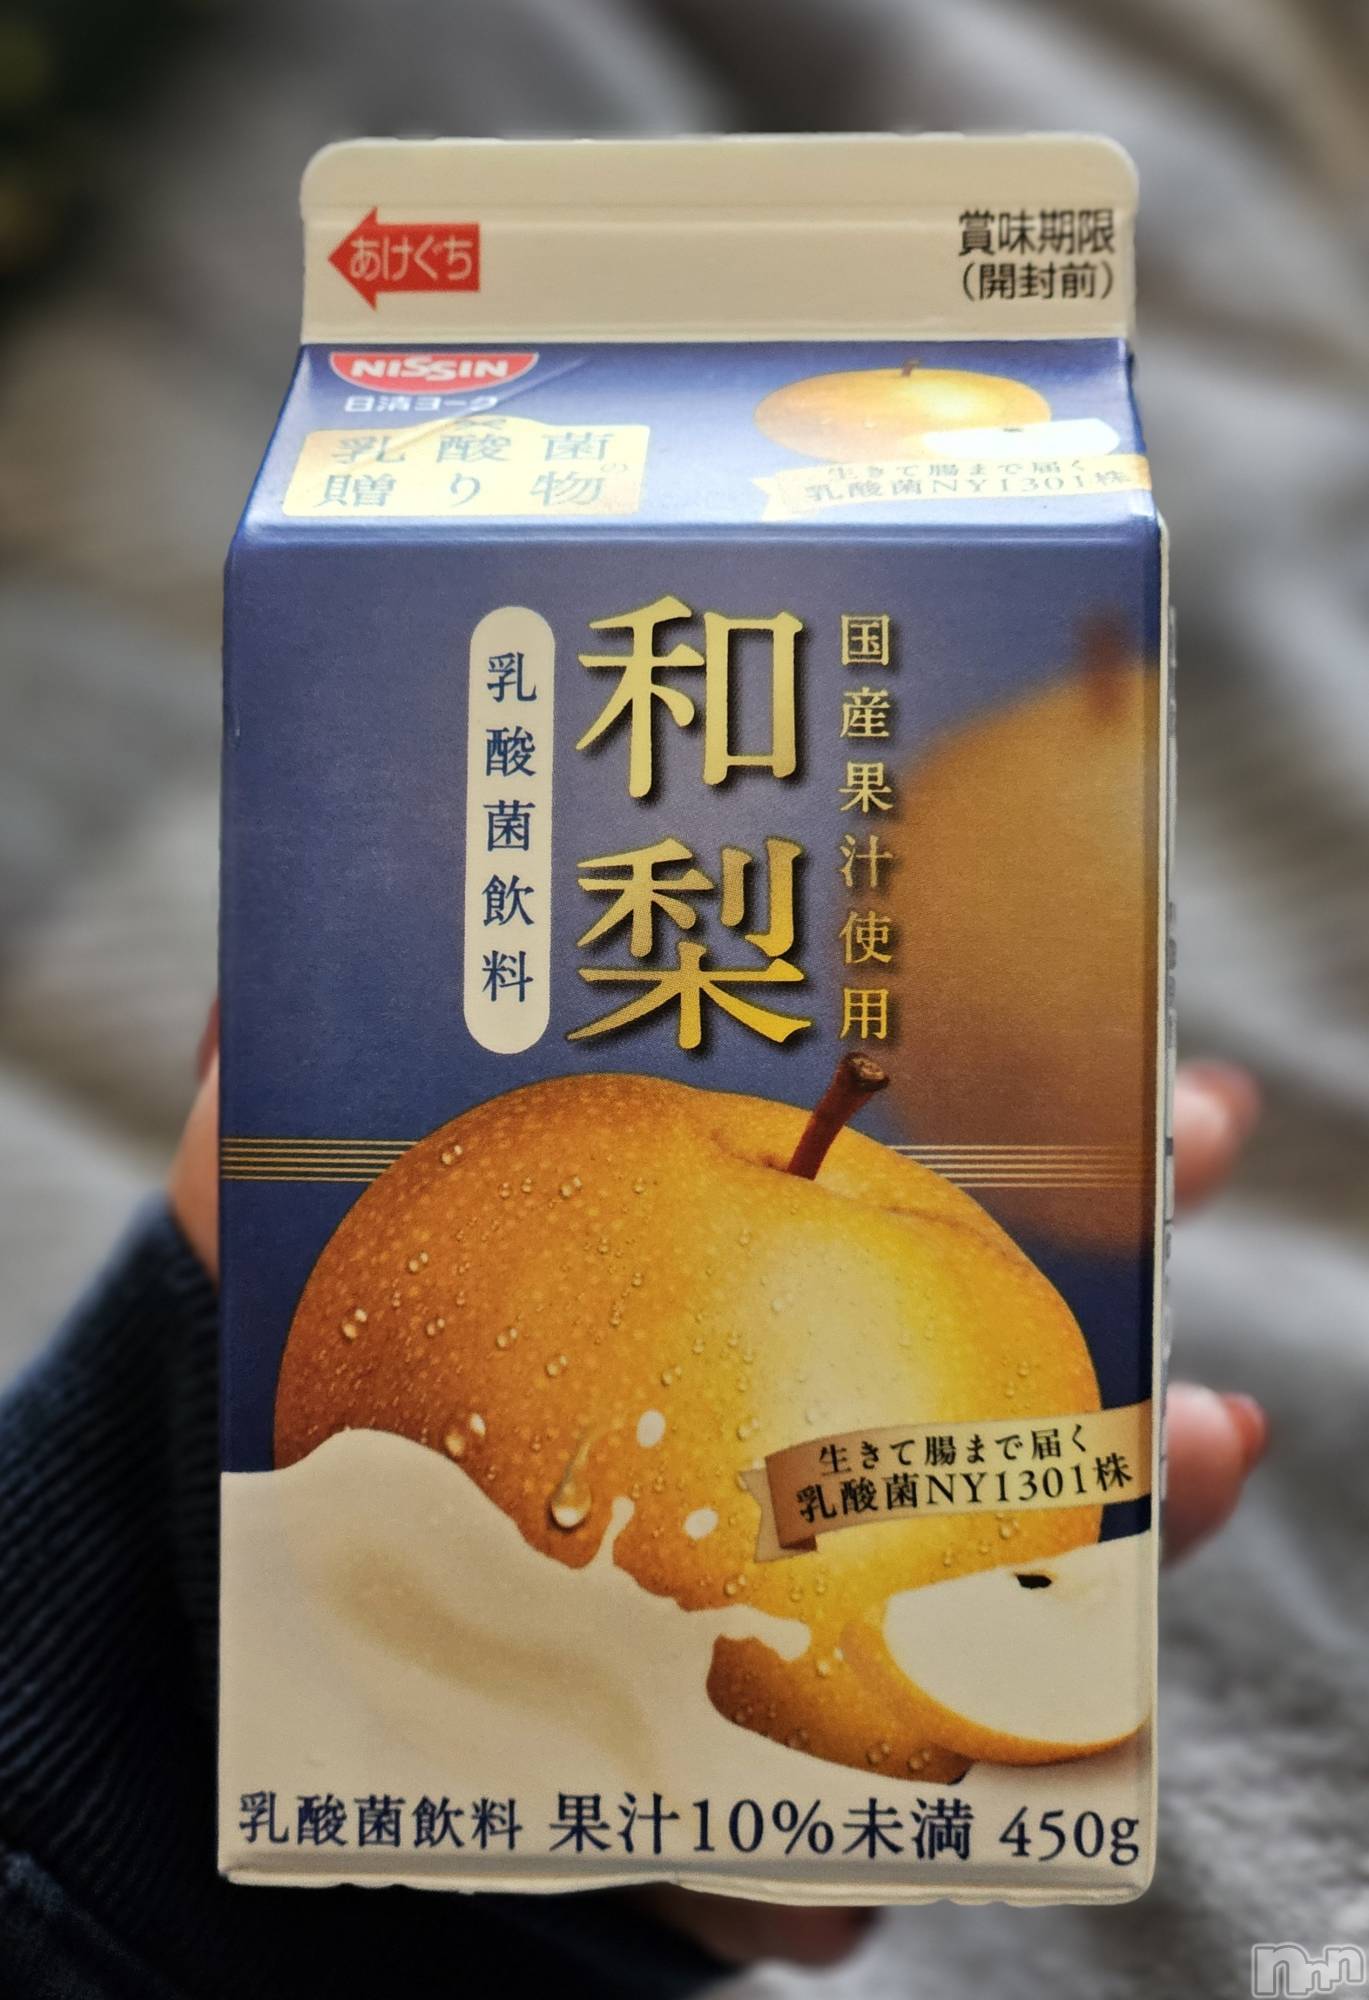 あけぐち
賞味期限
(開封前)
NISSIN
日清ヨーク
乳酸菌の
贈り物
生きて腸まで届く
乳酸菌NY1301株
国産果汁使用
和梨
乳酸菌飲料
生きて腸まで届く
乳酸菌NY1301株
乳酸菌飲料 果汁10%未満 450g
nnn